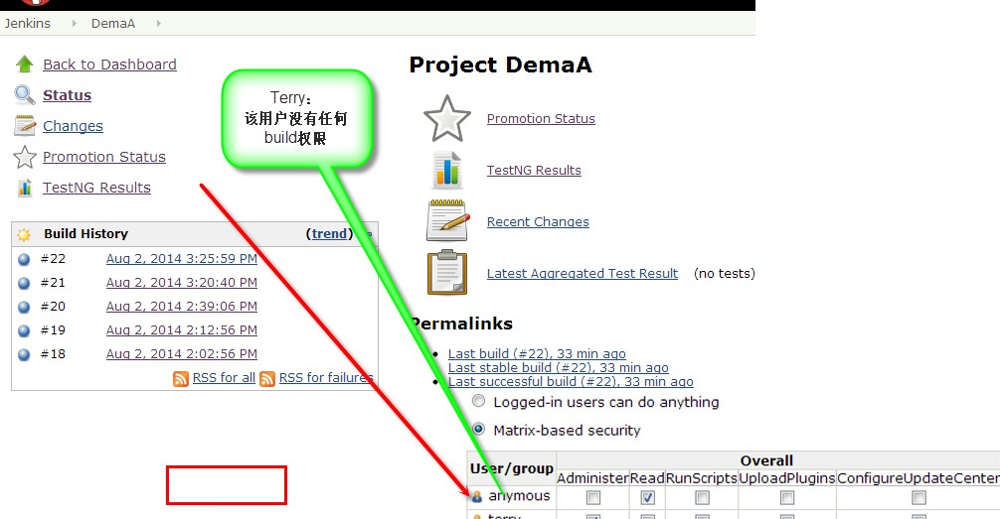 Jenkins DemaA
Back to Dashboard
Status
Changes
Promotion Status
TestNG Results
Terry：
该用户没有任何
build权限
Build History (trend)
#22 Aug 2, 2014 3:25:59 PM
#21 Aug 2, 2014 3:20:40 PM
#20 Aug 2, 2014 2:39:06 PM
#19 Aug 2, 2014 2:12:56 PM
#18 Aug 2, 2014 2:02:56 PM
RSS for all RSS for failures
Project DemaA
Promotion Status
TestNG Results
Recent Changes
Latest Aggregated Test Result (no tests)
Permalinks
Last build (#22), 33 min ago
Last stable build (#22), 33 min ago
Last successful build (#22), 33 min ago
Logged-in users can do anything
Matrix-based security
User/group Overall
Administer Read RunScripts UploadPlugins ConfigureUpdateCenter
anymous
terry